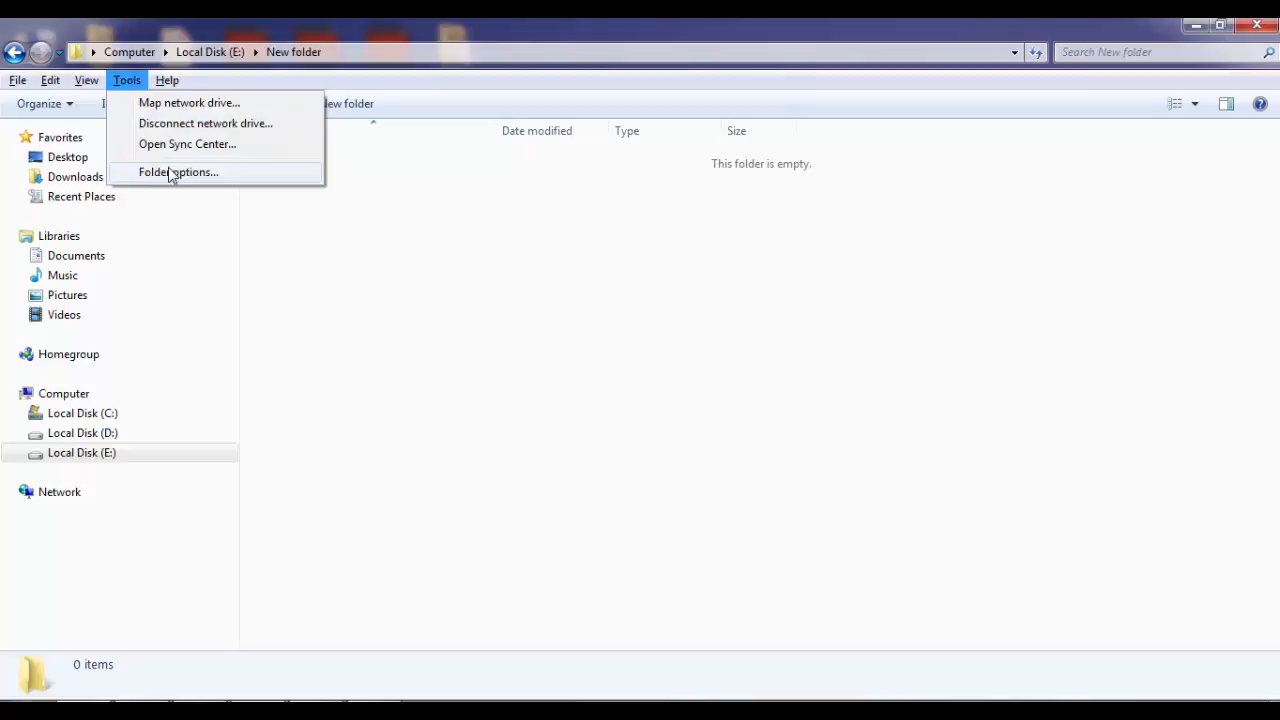 Computer Local Disk (E:) New folder
Search New folder
File Edit View Tools Help
Organize
New folder
Map network drive...
Disconnect network drive...
Open Sync Center...
Folder options...
Date modified Type Size
This folder is empty.
Favorites
Desktop
Downloads
Recent Places
Libraries
Documents
Music
Pictures
Videos
Homegroup
Computer
Local Disk (C:)
Local Disk (D:)
Local Disk (E:)
Network
0 items